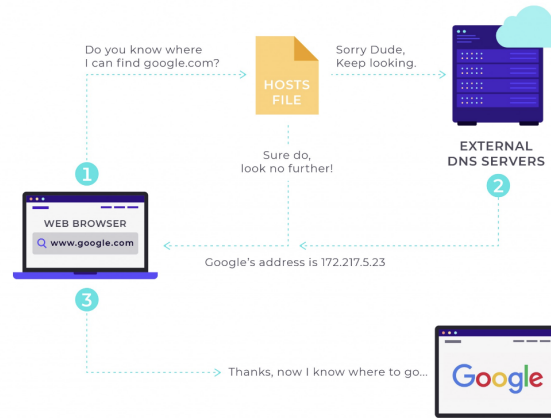 Do you know where
I can find google.com?
HOSTS
FILE
Sorry Dude,
Keep looking.
EXTERNAL
DNS SERVERS
Sure do,
look no further!
1
2
WEB BROWSER
www.google.com
Google's address is 172.217.5.23
3
Thanks, now I know where to go...
Google